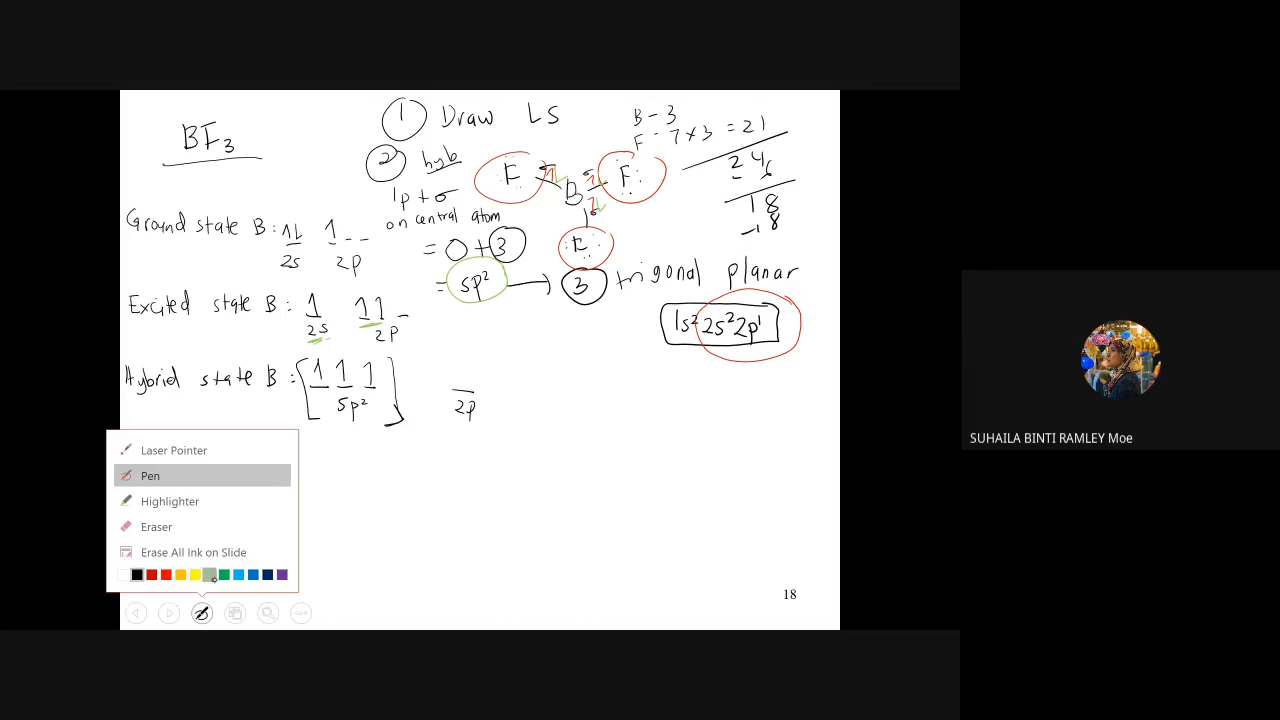 BF3
① Draw LS
B - 3
F - 7 x 3 = 21
24
- 6
18
- 18
② hyb
lp + σ
on central atom
= 0 + 3
= sp² → 3 trigonal planar
F B F
F
Ground state B: 1l 1 _ _
2s 2p
Excited state B: 1 1 1 _
2s 2p
1s² 2s² 2p¹
Hybrid state B = [1 1 1] _
sp² 2p
Laser Pointer
Pen
Highlighter
Eraser
Erase All Ink on Slide
18
SUHAILA BINTI RAMLEY Moe